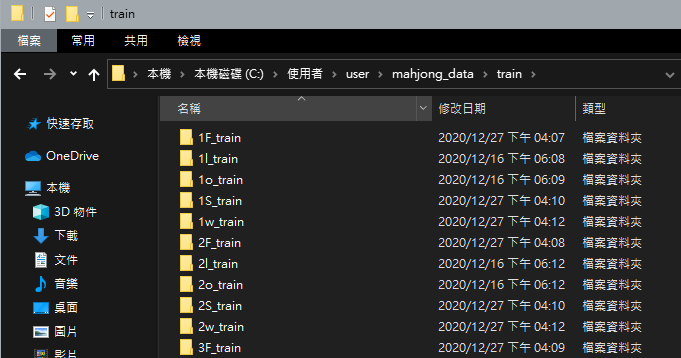 train
檔案 常用 共用 檢視
本機 本機磁碟 (C:) 使用者 user mahjong_data train
名稱 修改日期 類型
快速存取
OneDrive
本機
3D 物件
下載
文件
音樂
桌面
圖片
影片
1F_train 2020/12/27 下午 04:07 檔案資料夾
1l_train 2020/12/16 下午 06:08 檔案資料夾
1o_train 2020/12/16 下午 06:09 檔案資料夾
1S_train 2020/12/27 下午 04:10 檔案資料夾
1w_train 2020/12/27 下午 04:12 檔案資料夾
2F_train 2020/12/27 下午 04:08 檔案資料夾
2l_train 2020/12/16 下午 06:12 檔案資料夾
2o_train 2020/12/16 下午 06:12 檔案資料夾
2S_train 2020/12/27 下午 04:10 檔案資料夾
2w_train 2020/12/27 下午 04:12 檔案資料夾
3F_train 2020/12/27 下午 04:09 檔案資料夾